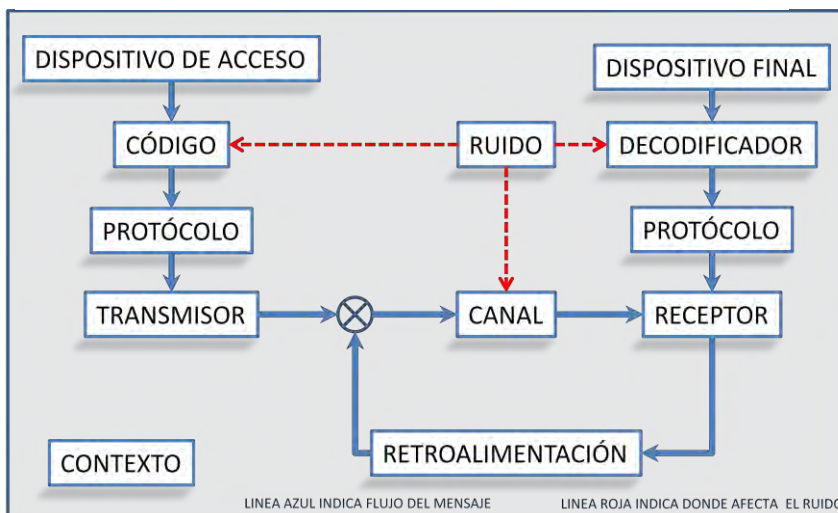 DISPOSITIVO DE ACCESO
DISPOSITIVO FINAL
CÓDIGO
RUIDO
DECODIFICADOR
PROTÓCOLO
PROTÓCOLO
TRANSMISOR
CANAL
RECEPTOR
RETROALIMENTACIÓN
CONTEXTO
LINEA AZUL INDICA FLUJO DEL MENSAJE
LINEA ROJA INDICA DONDE AFECTA EL RUIDO